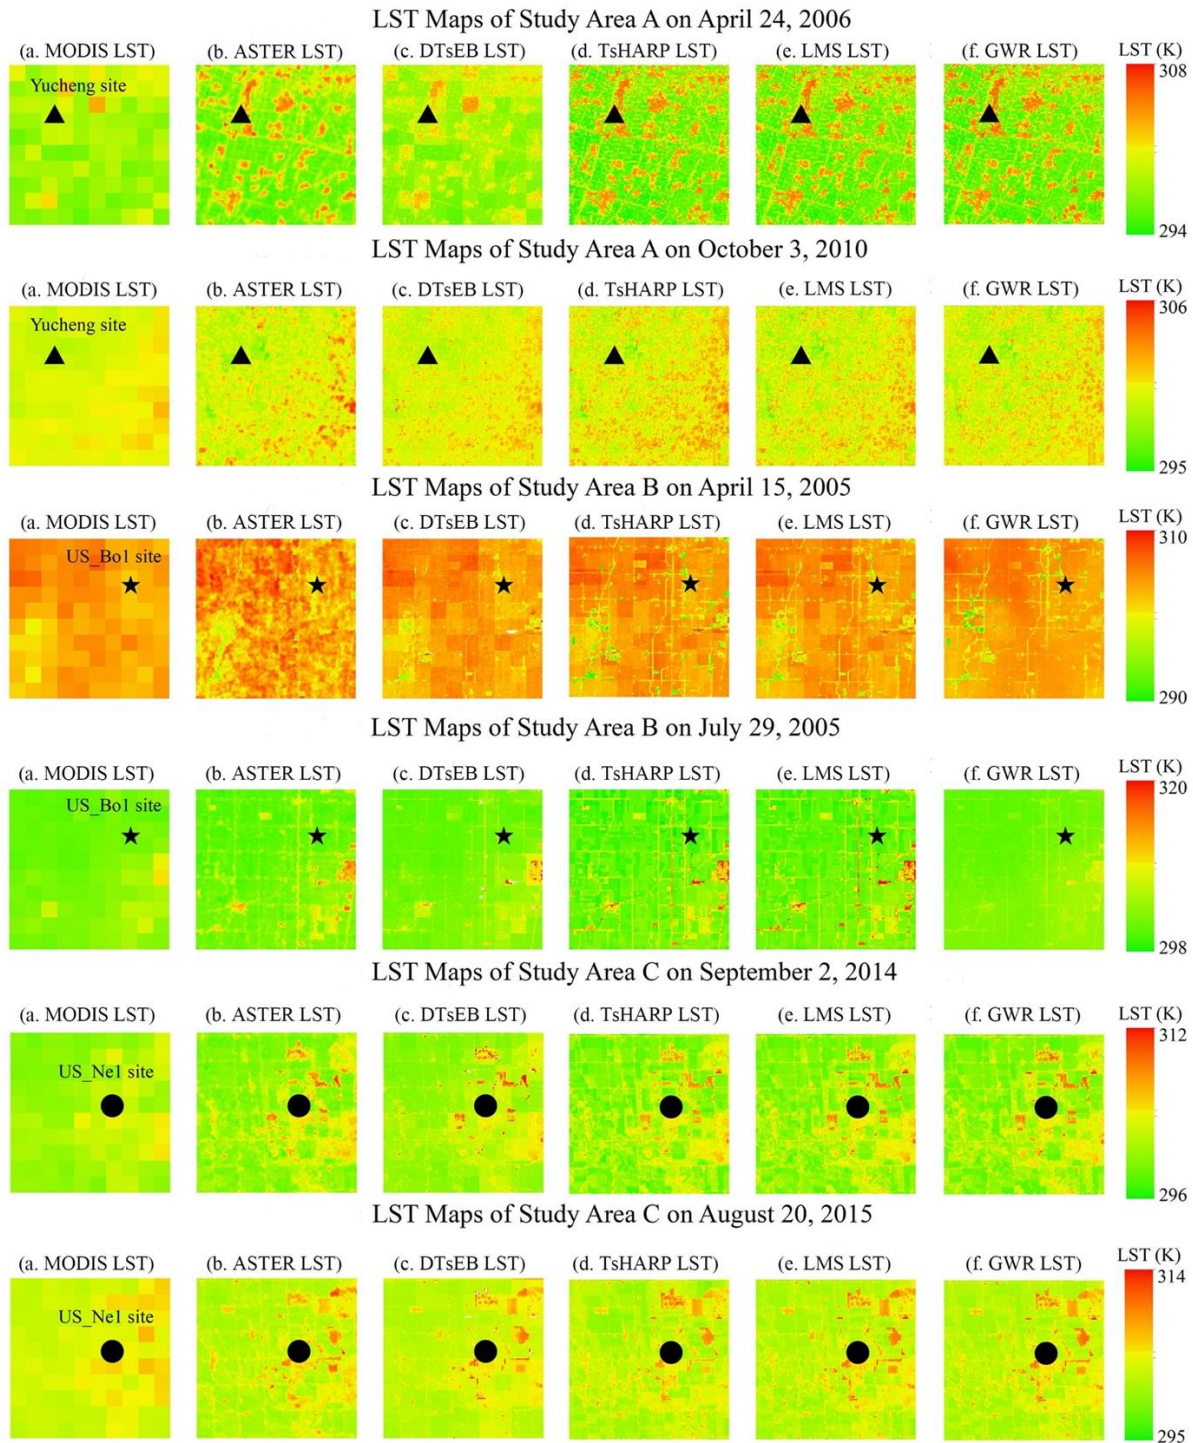 LST Maps of Study Area A on April 24, 2006
(a. MODIS LST) (b. ASTER LST) (c. DTsEB LST) (d. TsHARP LST) (e. LMS LST) (f. GWR LST) LST (K)
308
Yucheng site
294
LST Maps of Study Area A on October 3, 2010
(a. MODIS LST) (b. ASTER LST) (c. DTsEB LST) (d. TsHARP LST) (e. LMS LST) (f. GWR LST) LST (K)
306
Yucheng site
295
LST Maps of Study Area B on April 15, 2005
(a. MODIS LST) (b. ASTER LST) (c. DTsEB LST) (d. TsHARP LST) (e. LMS LST) (f. GWR LST) LST (K)
310
US_Bo1 site
290
LST Maps of Study Area B on July 29, 2005
(a. MODIS LST) (b. ASTER LST) (c. DTsEB LST) (d. TsHARP LST) (e. LMS LST) (f. GWR LST) LST (K)
320
US_Bo1 site
298
LST Maps of Study Area C on September 2, 2014
(a. MODIS LST) (b. ASTER LST) (c. DTsEB LST) (d. TsHARP LST) (e. LMS LST) (f. GWR LST) LST (K)
312
US_Ne1 site
296
LST Maps of Study Area C on August 20, 2015
(a. MODIS LST) (b. ASTER LST) (c. DTsEB LST) (d. TsHARP LST) (e. LMS LST) (f. GWR LST) LST (K)
314
US_Ne1 site
295